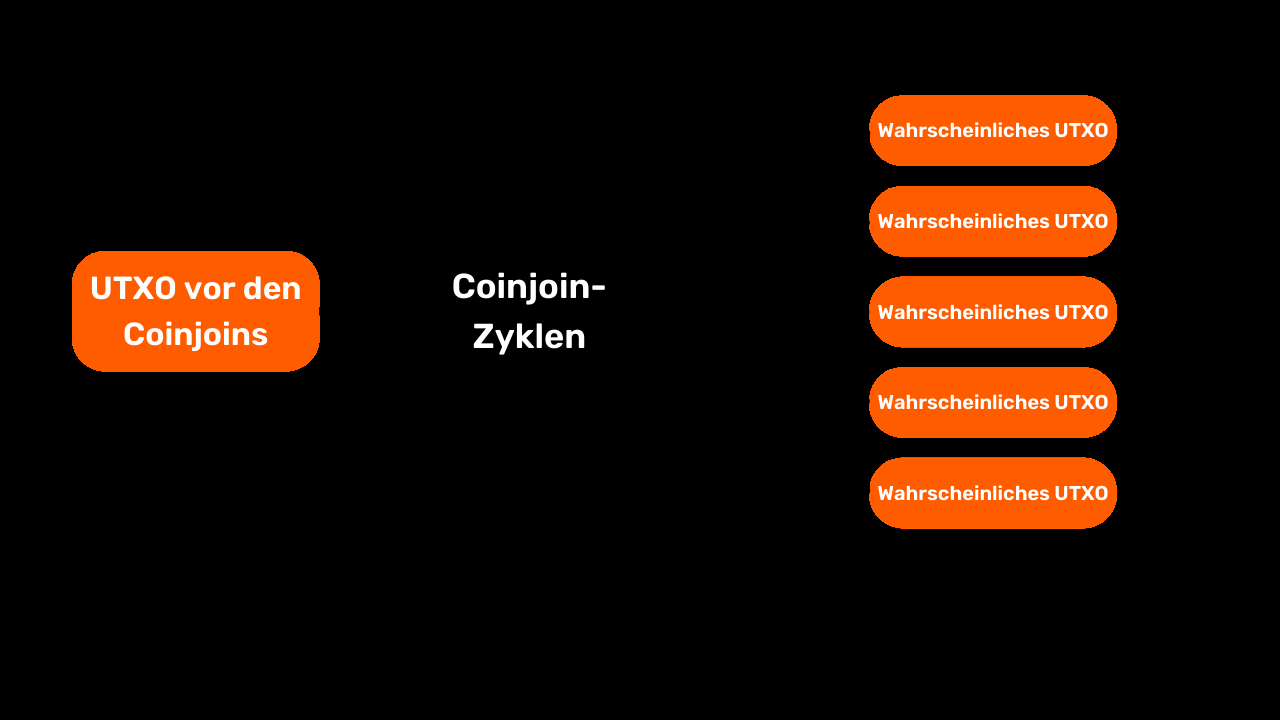 UTXO vor den
Coinjoins
Coinjoin-
Zyklen
Wahrscheinliches UTXO
Wahrscheinliches UTXO
Wahrscheinliches UTXO
Wahrscheinliches UTXO
Wahrscheinliches UTXO